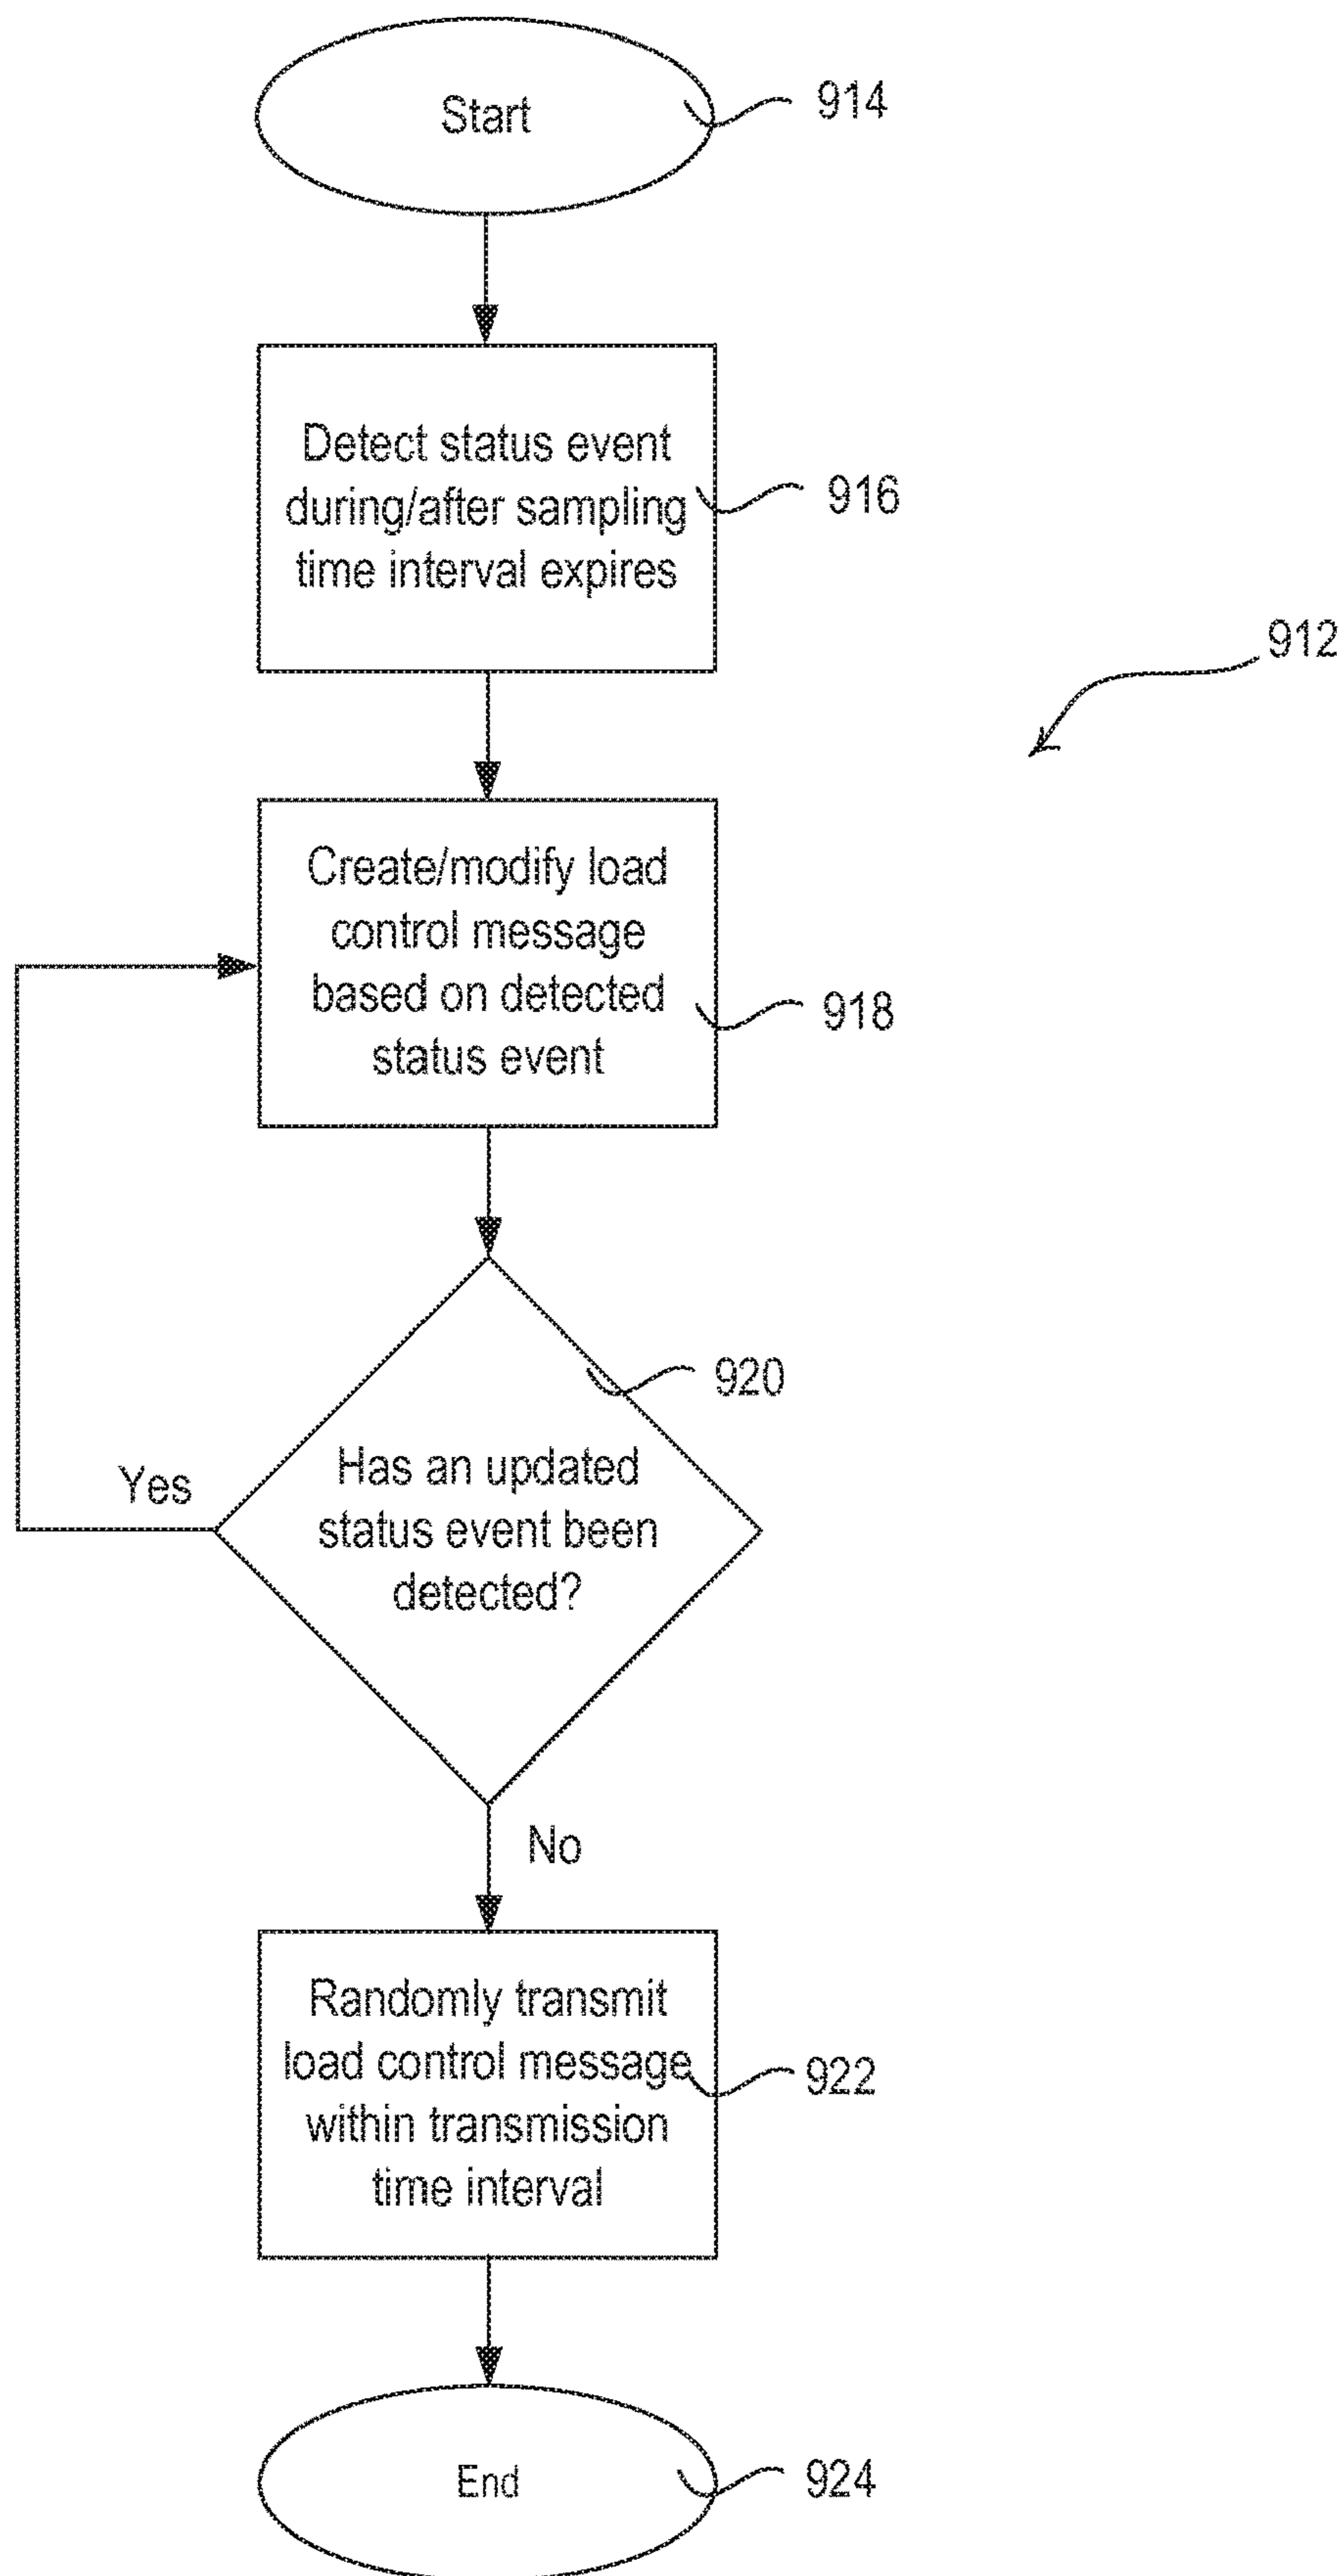 Start
914
Detect status event
during/after sampling
time interval expires
916
912
Create/modify load
control message
based on detected
status event
918
920
Has an updated
status event been
detected?
Yes
No
Randomly transmit
load control message
within transmission
time interval
922
End
924